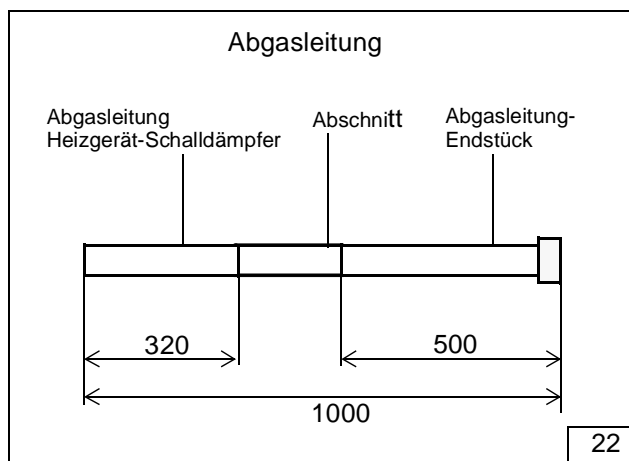 Abgasleitung
Abgasleitung
Heizgerät-Schalldämpfer
Abschnitt
Abgasleitung-
Endstück
320
500
1000
22